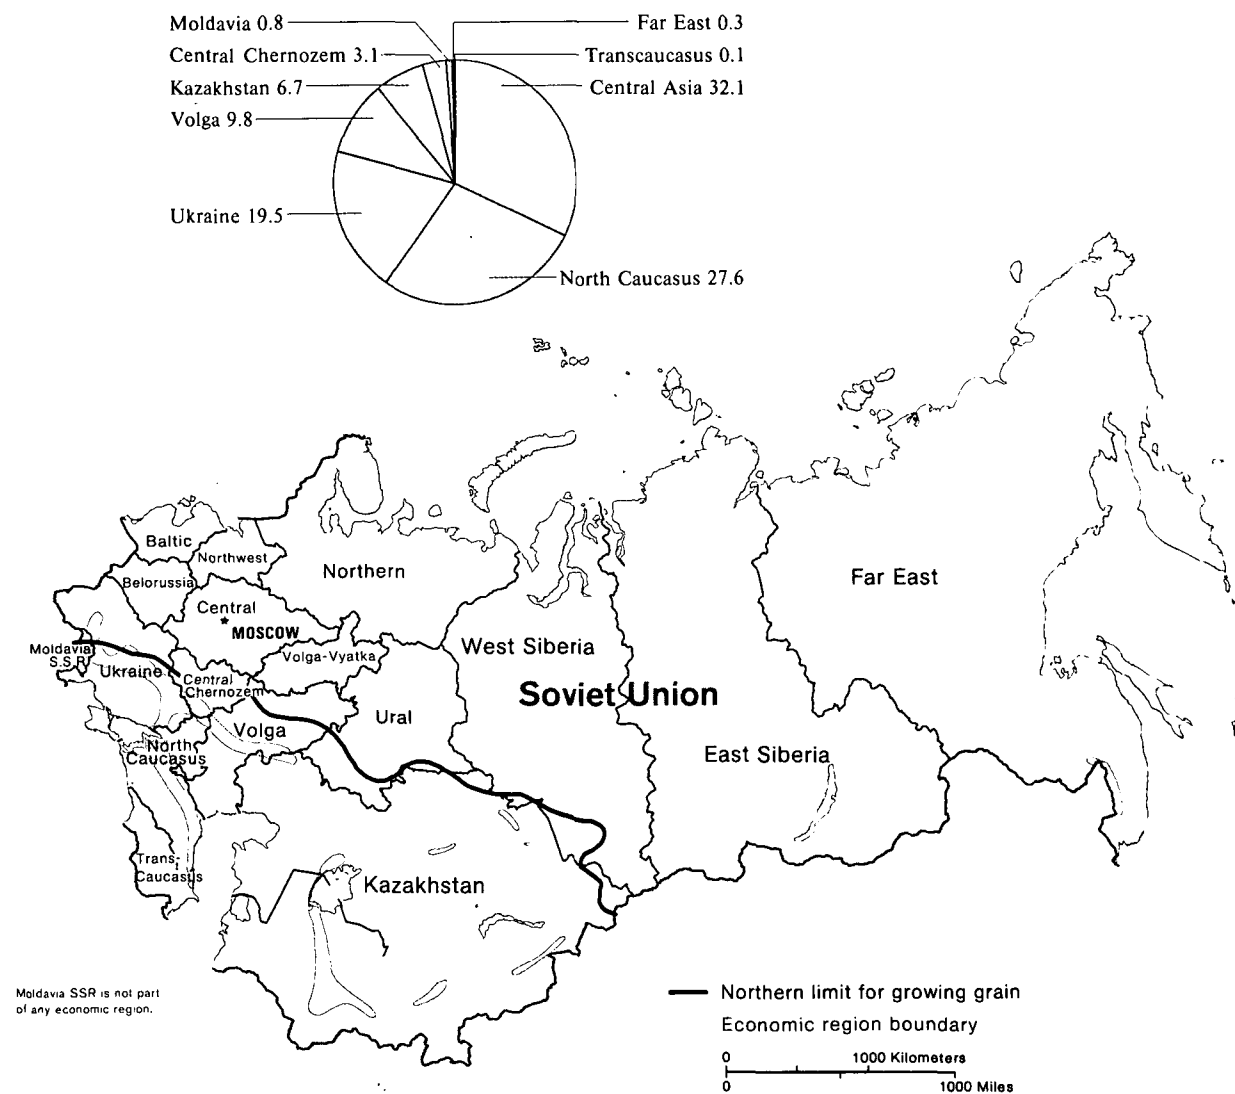 Moldavia 0.8
Far East 0.3
Central Chernozem 3.1
Transcaucasus 0.1
Kazakhstan 6.7
Central Asia 32.1
Volga 9.8
Ukraine 19.5
North Caucasus 27.6
Baltic
Northwest
Northern
Belorussia
Far East
Central
MOSCOW
West Siberia
Moldavia
S.S.R.
Volga-Vyatka
Ukraine
Central
Chernozem
Soviet Union
Ural
Volga
North
Caucasus
East Siberia
Trans-
Caucasus
Kazakhstan
Moldavia SSR is not part
of any economic region.
Northern limit for growing grain
Economic region boundary
0 1000 Kilometers
0 1000 Miles